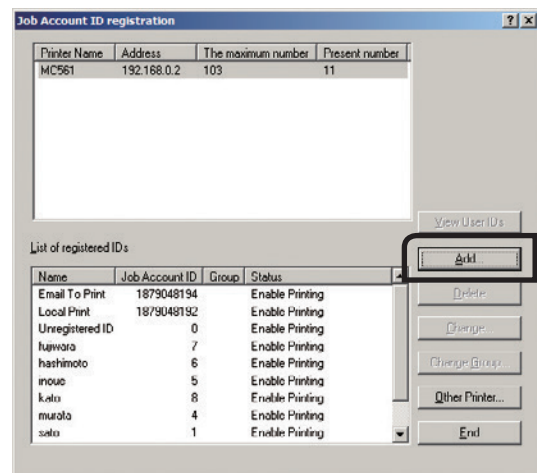 Job Account ID registration
Printer Name Address The maximum number Present number
MC561 192.168.0.2 103 11
View User IDs
List of registered IDs
Add...
Name Job Account ID Group Status
Email To Print 1879048194 Enable Printing
Delete
Local Print 1879048192 Enable Printing
Unregistered ID 0 Enable Printing
Change...
fujiwara 7 Enable Printing
hashimoto 6 Enable Printing
Change Group...
inoue 5 Enable Printing
kato 8 Enable Printing
Other Printer...
murata 4 Enable Printing
sato 1 Enable Printing
End